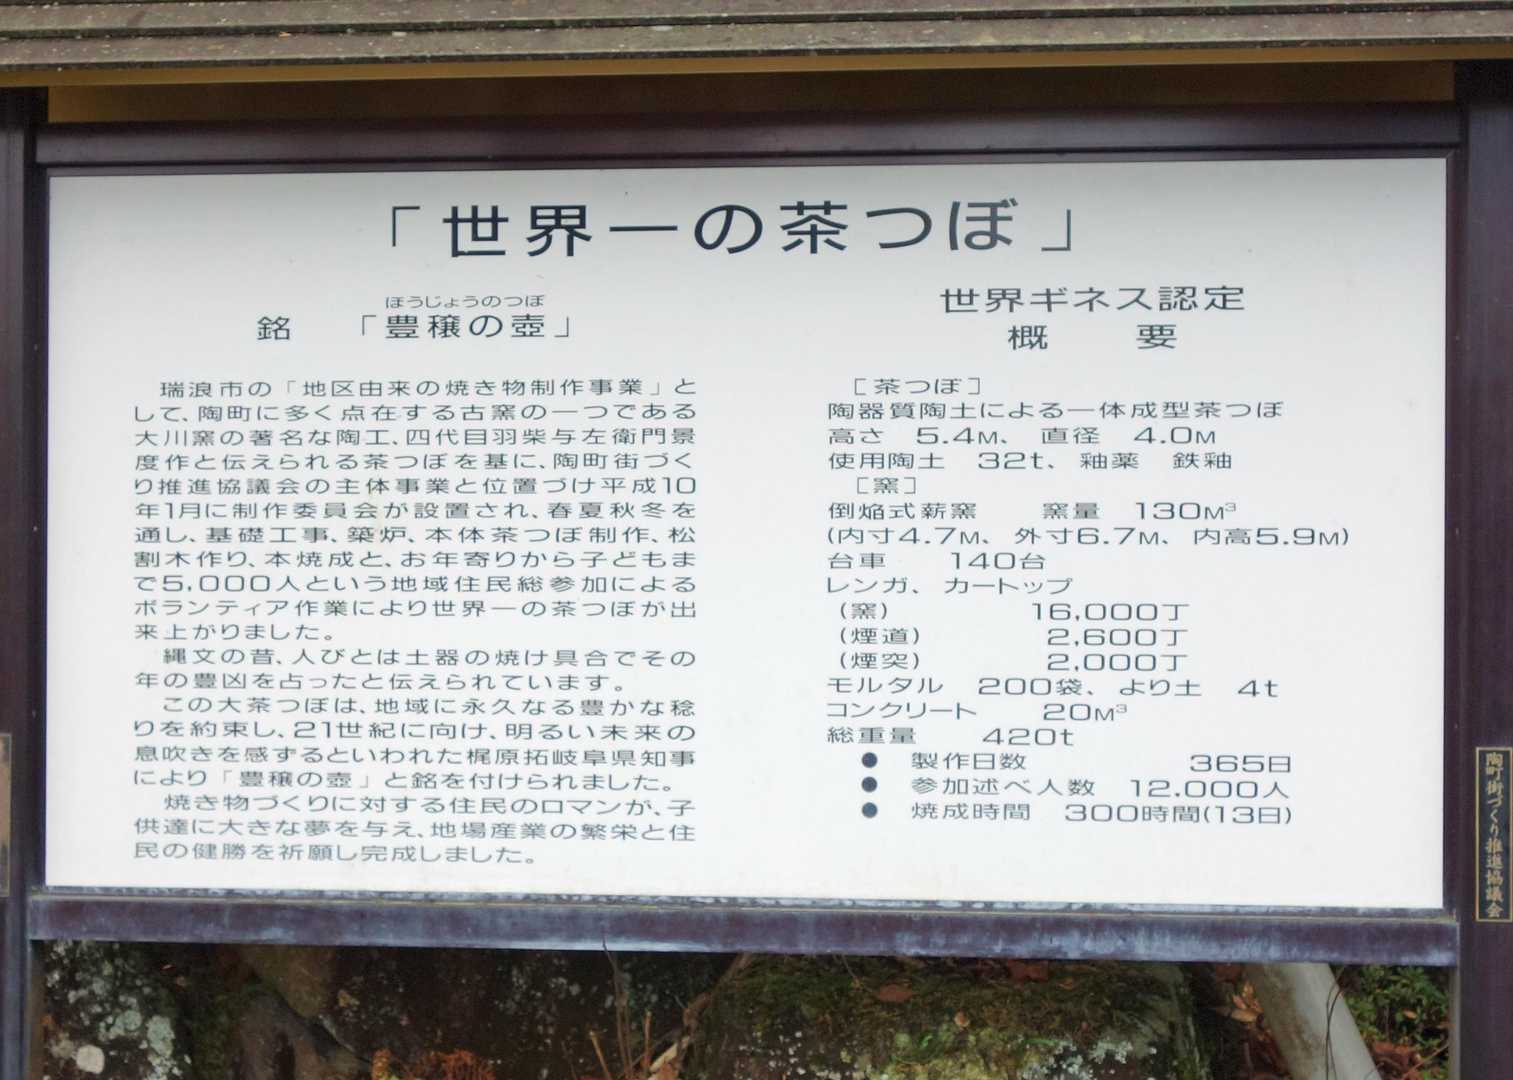 「世界一の茶つぼ」
ほうじょうのつぼ
銘 「豊穣の壺」
瑞浪市の「地区由来の焼き物制作事業」と
して、陶町に多く点在する古窯の一つである
大川窯の著名な陶工、四代目羽柴与左衛門景
度作と伝えられる茶つぼを基に、陶町街づく
り推進協議会の主体事業と位置づけ平成10
年1月に制作委員会が設置され、春夏秋冬を
通し、基礎工事、築炉、本体茶つぼ制作、松
割木作り、本焼成と、お年寄りから子どもま
で5,000人という地域住民総参加による
ボランティア作業により世界一の茶つぼが出
来上がりました。
縄文の昔、人びとは土器の焼け具合でその
年の豊凶を占ったと伝えられています。
この大茶つぼは、地域に永久なる豊かな稔
りを約束し、21世紀に向け、明るい未来の
息吹きを感ずるといわれた梶原拓岐阜県知事
により「豊穣の壺」と銘を付けられました。
焼き物づくりに対する住民のロマンが、子
供達に大きな夢を与え、地場産業の繁栄と住
民の健勝を祈願し完成しました。
世界ギネス認定
概 要
[茶つぼ]
陶器質陶土による一体成型茶つぼ
高さ 5.4M、 直径 4.0M
使用陶土 32t、 釉薬 鉄釉
[窯]
倒焔式薪窯 窯量 130M³
(内寸4.7M、 外寸6.7M、 内高5.9M)
台車 140台
レンガ、カートップ
(窯) 16,000丁
(煙道) 2,600丁
(煙突) 2,000丁
モルタル 200袋、より土 4t
コンクリート 20M³
総重量 420t
● 製作日数 365日
● 参加述べ人数 12.000人
● 焼成時間 300時間(13日)
陶町街づくり推進協議会